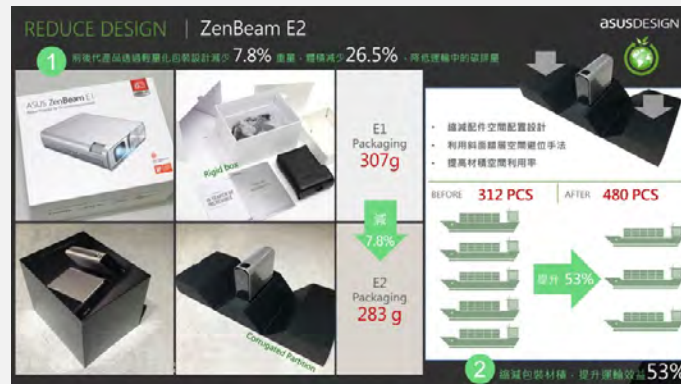 REDUCE DESIGN | ZenBeam E2
ASUSDESIGN
1 前後代產品透過輕量化包裝設計減少 7.8% 重量，體積減少 26.5%，降低運輸中的碳排量
ASUS ZenBeam E1
Rigid box
E1
Packaging
307g
減
7.8%
E2
Packaging
283 g
Corrugated Partition
• 縮減配件空間配置設計
• 利用斜面錯層空間避位手法
• 提高材積空間利用率
BEFORE 312 PCS
AFTER 480 PCS
提升 53%
2 縮減包裝材積，提升運輸效益 53%